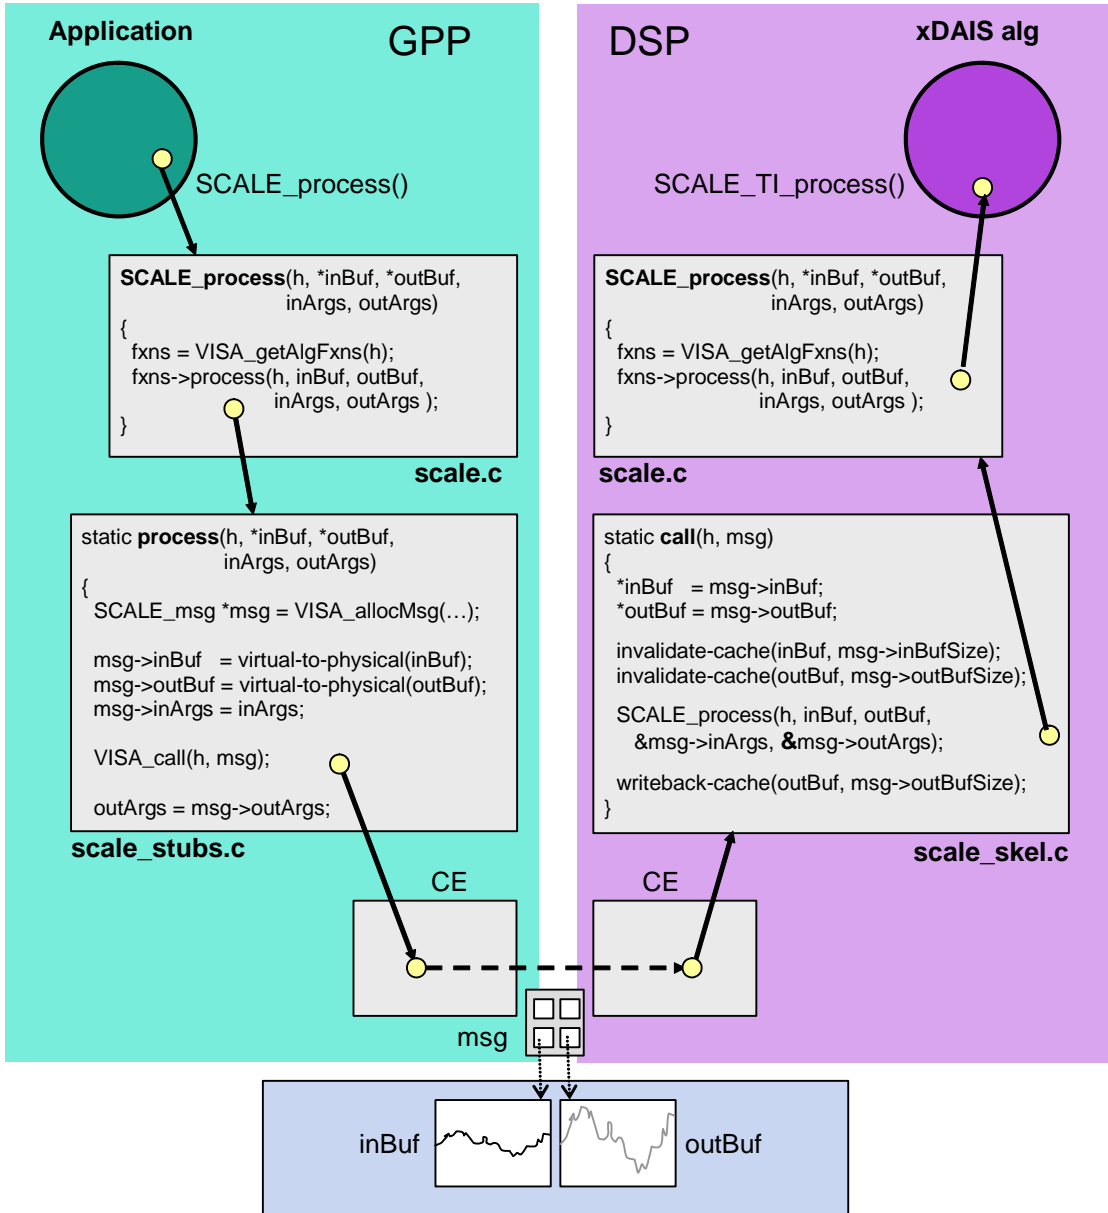 Application
GPP
SCALE_process()
SCALE_process(h, *inBuf, *outBuf,
inArgs, outArgs)
{
fxns = VISA_getAlgFxns(h);
fxns->process(h, inBuf, outBuf,
inArgs, outArgs );
}
scale.c
static process(h, *inBuf, *outBuf,
inArgs, outArgs)
{
SCALE_msg *msg = VISA_allocMsg(…);
msg->inBuf = virtual-to-physical(inBuf);
msg->outBuf = virtual-to-physical(outBuf);
msg->inArgs = inArgs;
VISA_call(h, msg);
outArgs = msg->outArgs;
scale_stubs.c
CE
DSP
xDAIS alg
SCALE_TI_process()
SCALE_process(h, *inBuf, *outBuf,
inArgs, outArgs)
{
fxns = VISA_getAlgFxns(h);
fxns->process(h, inBuf, outBuf,
inArgs, outArgs );
}
scale.c
static call(h, msg)
{
*inBuf = msg->inBuf;
*outBuf = msg->outBuf;
invalidate-cache(inBuf, msg->inBufSize);
invalidate-cache(outBuf, msg->outBufSize);
SCALE_process(h, inBuf, outBuf,
&msg->inArgs, &msg->outArgs);
writeback-cache(outBuf, msg->outBufSize);
}
scale_skel.c
CE
msg
inBuf
outBuf